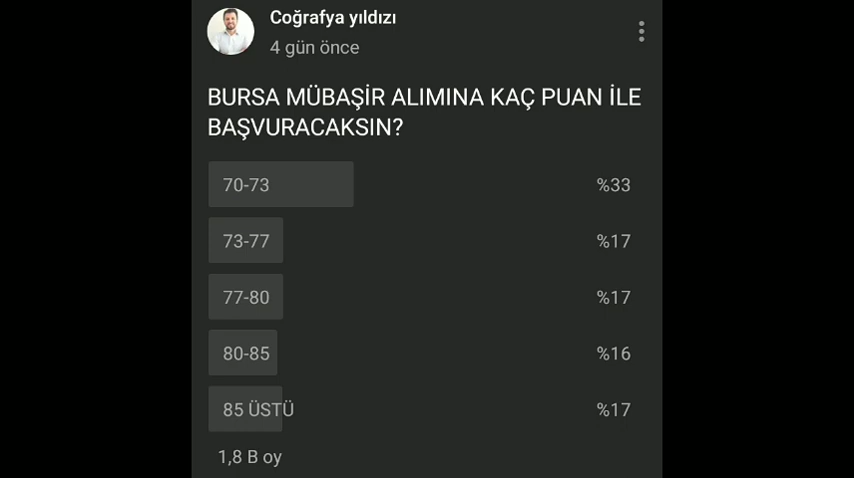 Coğrafya yıldızı
4 gün önce
BURSA MÜBAŞİR ALIMINA KAÇ PUAN İLE
BAŞVURACAKSIN?
70-73 %33
73-77 %17
77-80 %17
80-85 %16
85 ÜSTÜ %17
1,8 B oy